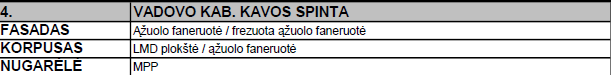 4. VADOVO KAB. KAVOS SPINTA
FASADAS Ąžuolo faneruotė / frezuota ąžuolo faneruotė
KORPUSAS LMD plokštė / ąžuolo faneruotė
NUGARĖLĖ MPP